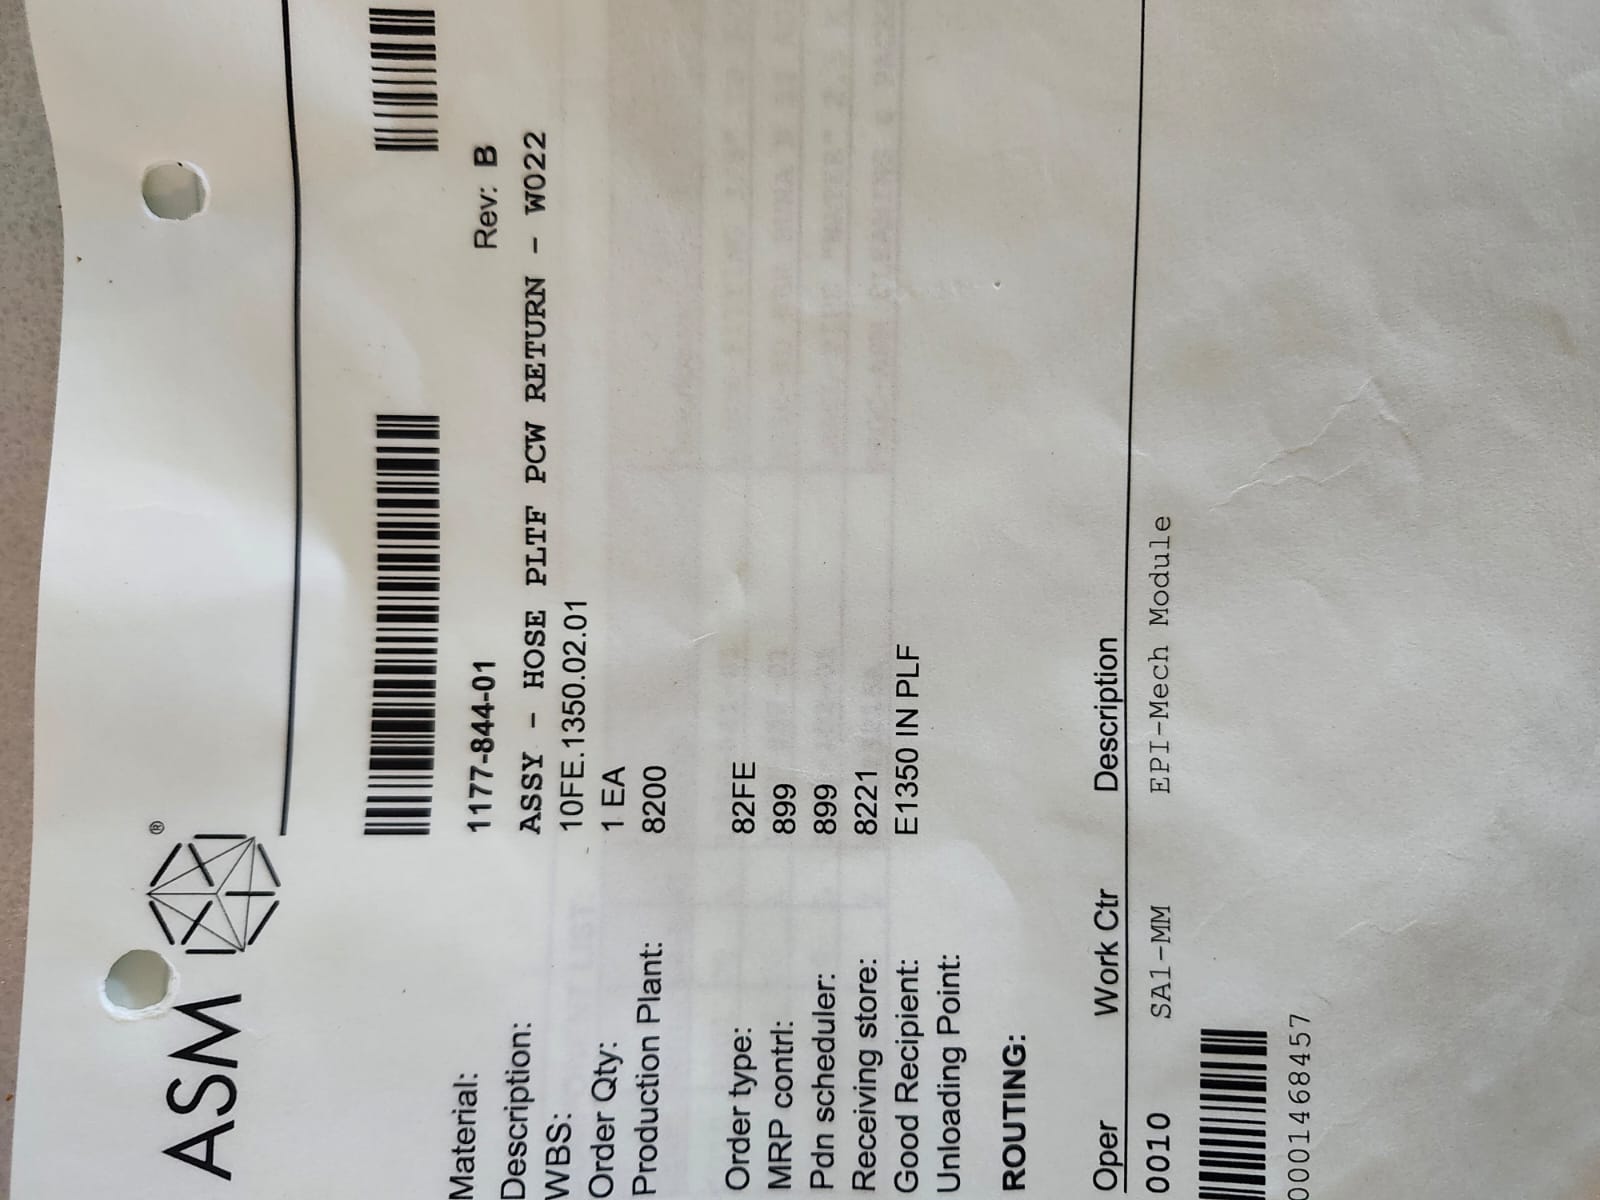 ASM®
Material: 1177-844-01 Rev: B
Description: ASSY - HOSE PLTF PCW RETURN - W022
WBS: 10FE.1350.02.01
Order Qty: 1 EA
Production Plant: 8200
Order type: 82FE
MRP contrl: 899
Pdn scheduler: 899
Receiving store: 8221
Good Recipient: E1350 IN PLF
Unloading Point:
ROUTING:
Oper Work Ctr Description
0010 SA1-MM EPI-Mech Module
0001468457